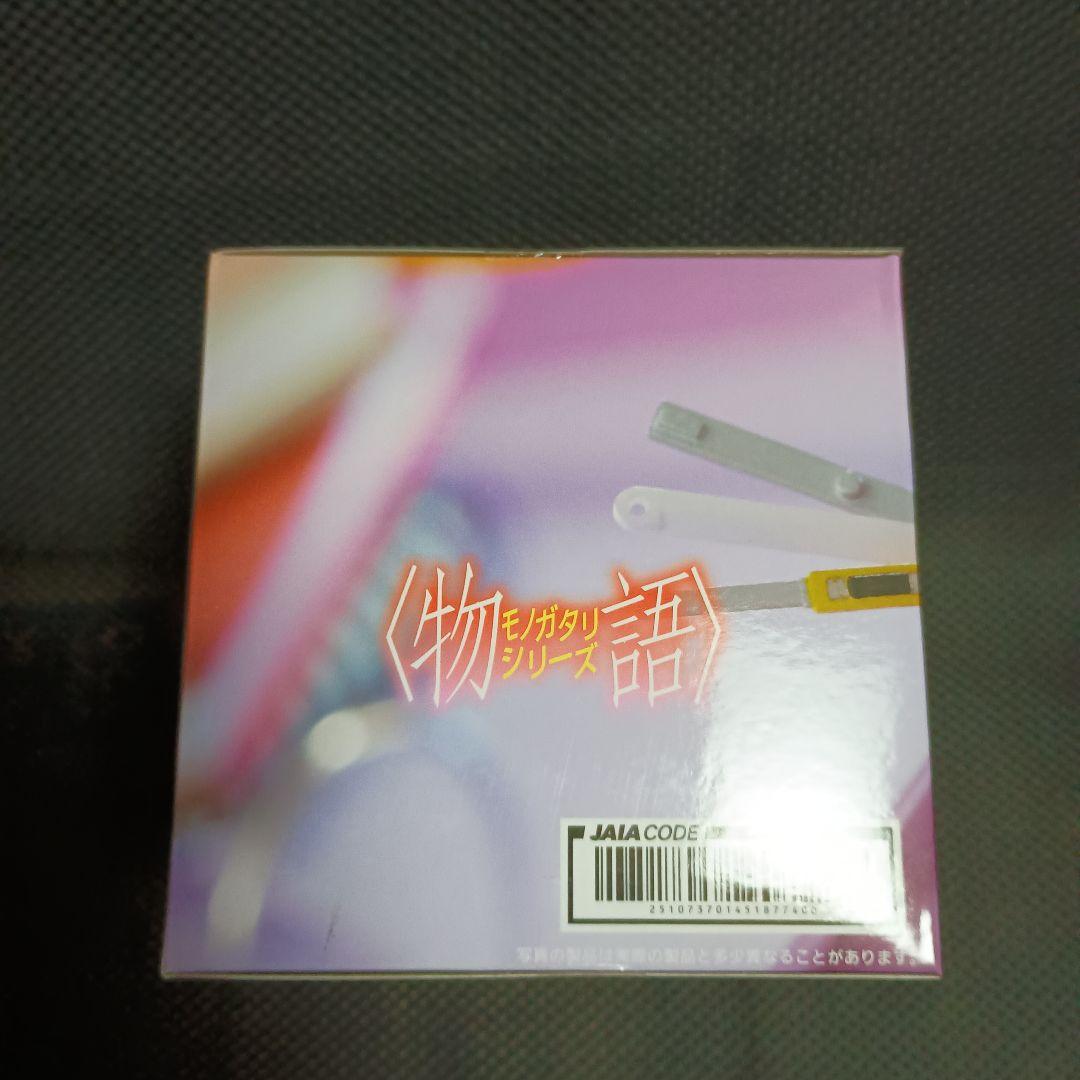 〈物モノガタリ語〉
シリーズ
JAIA CODE
251073701451877400
写真の製品は実際の製品と多少異なることがあります。